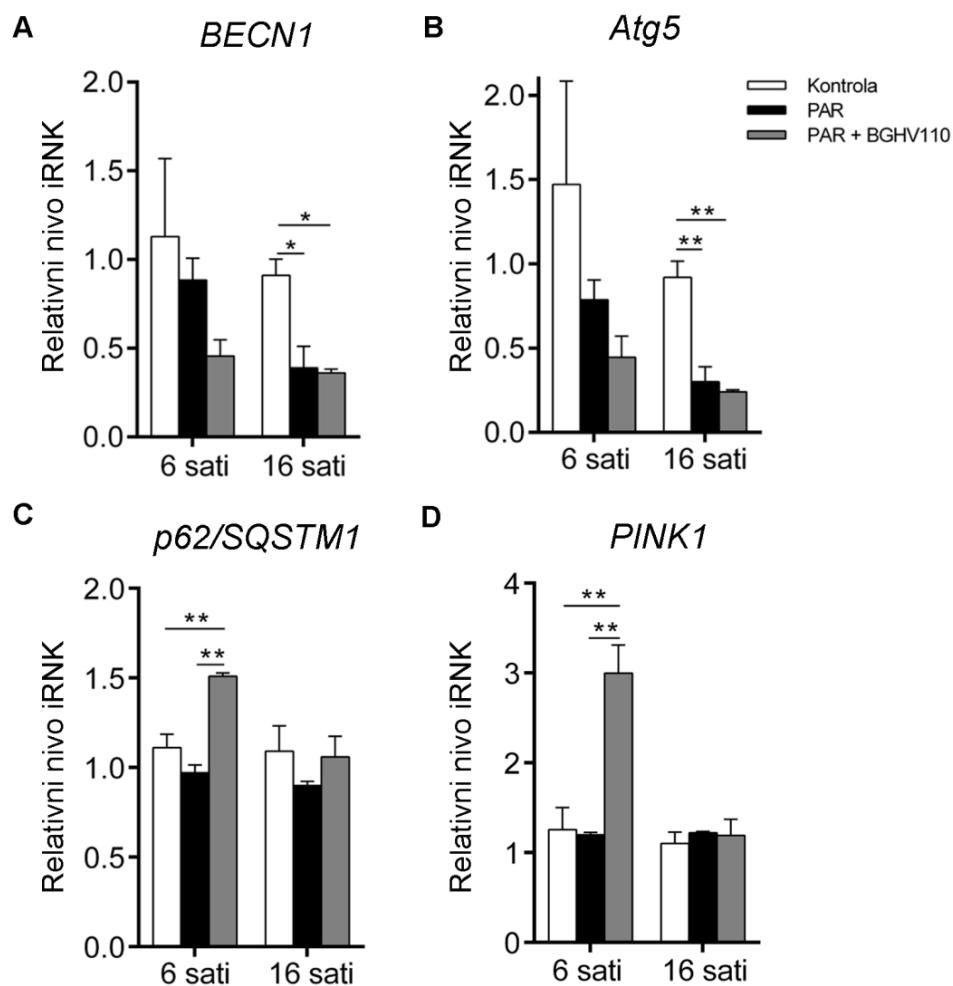 A
BECN1
Relativni nivo iRNK
2.0
1.5
1.0
0.5
0.0
*
*
6 sati
16 sati
B
Atg5
Relativni nivo iRNK
2.0
1.5
1.0
0.5
0.0
**
**
6 sati
16 sati
Kontrola
PAR
PAR + BGHV110
C
p62/SQSTM1
Relativni nivo iRNK
2.0
1.5
1.0
0.5
0.0
**
**
6 sati
16 sati
D
PINK1
Relativni nivo iRNK
4
3
2
1
0
**
**
6 sati
16 sati